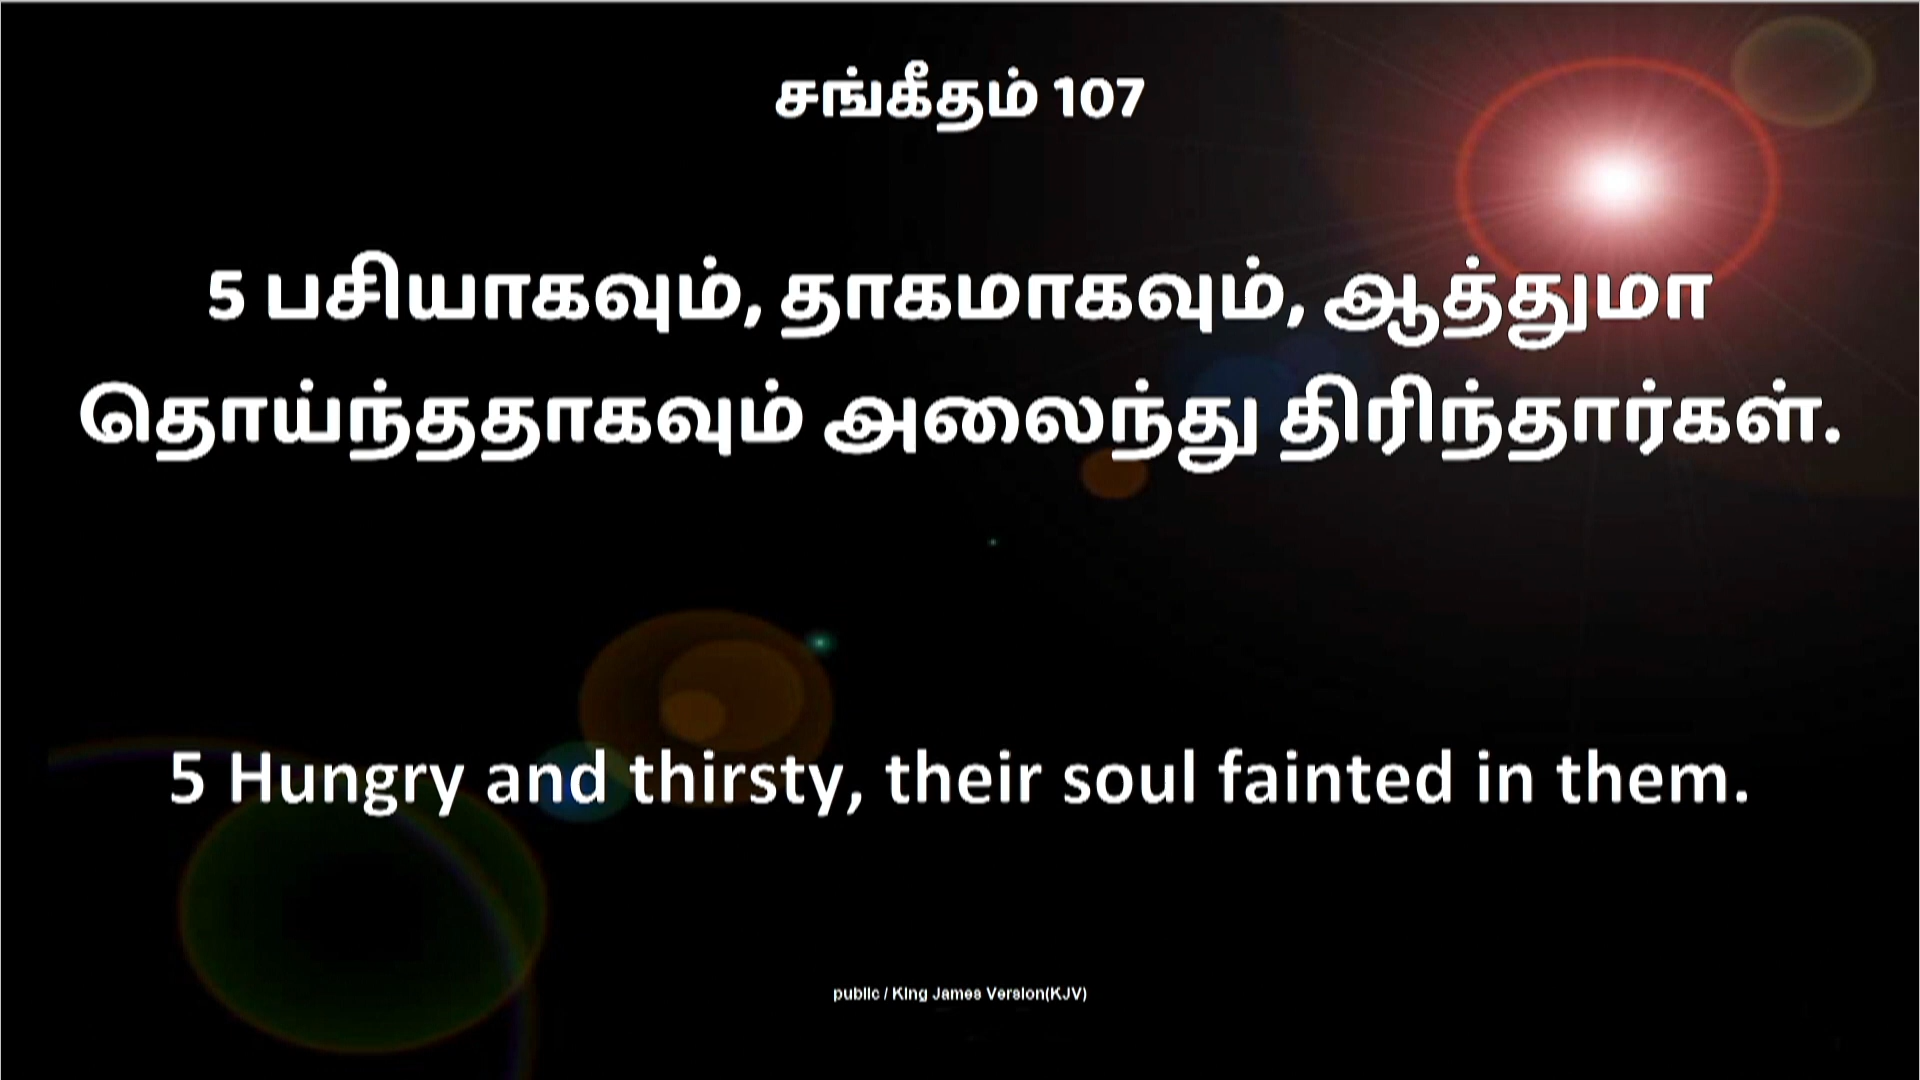 சங்கீதம் 107
5 பசியாகவும், தாகமாகவும், ஆத்துமா
தொய்ந்ததாகவும் அலைந்து திரிந்தார்கள்.
5 Hungry and thirsty, their soul fainted in them.
public / King James Version(KJV)